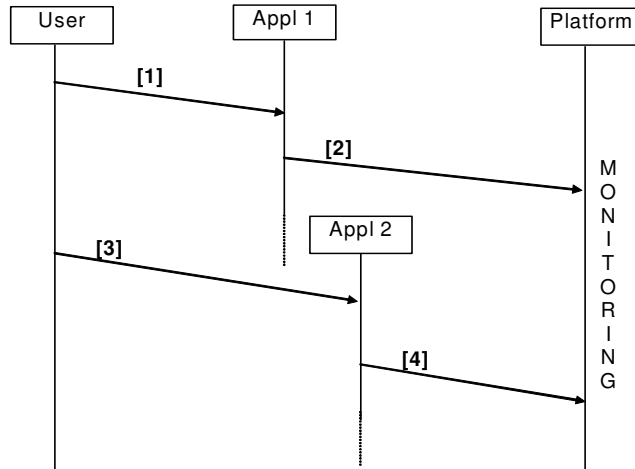 User
Appl 1
Platform
[1]
[2]
M
O
N
I
T
O
R
I
N
G
Appl 2
[3]
[4]